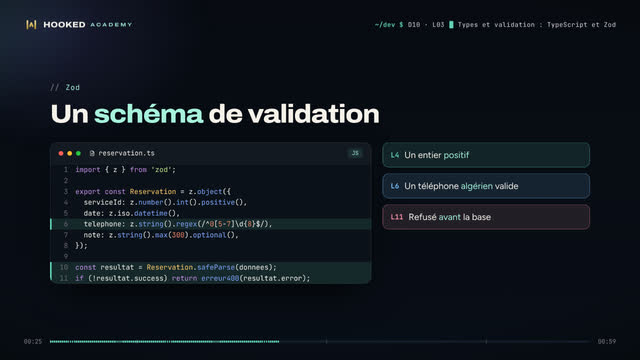 HOOKED ACADEMY
~/dev $ D10 · L03 Types et validation : TypeScript et Zod
// Zod
Un schéma de validation
reservation.ts
JS
1 import { z } from 'zod';
2
3 export const Reservation = z.object({
4 serviceId: z.number().int().positive(),
5 date: z.iso.datetime(),
6 telephone: z.string().regex(/^0[5-7]\d{8}$/),
7 note: z.string().max(300).optional(),
8 });
9
10 const resultat = Reservation.safeParse(donnees);
11 if (!resultat.success) return erreur400(resultat.error);
L4 Un entier positif
L6 Un téléphone algérien valide
L11 Refusé avant la base
00:25
00:59